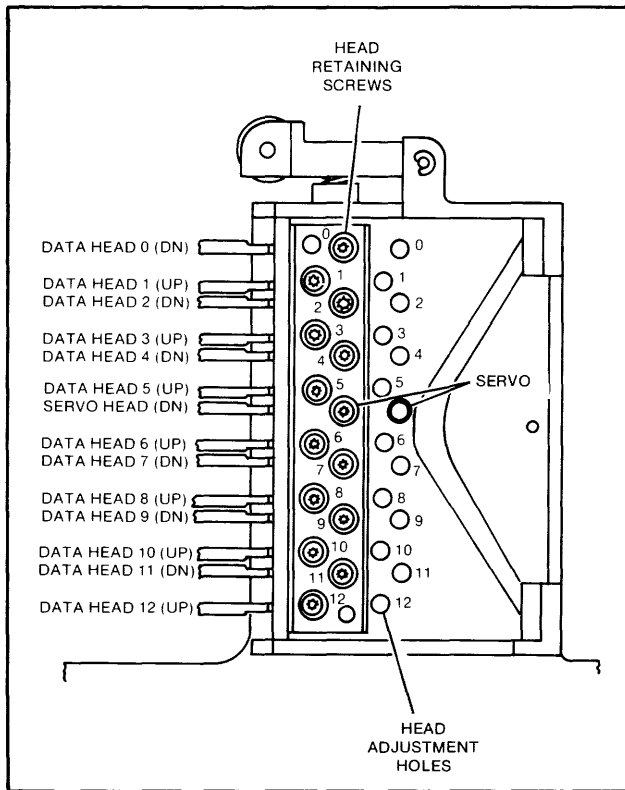 HEAD
RETAINING
SCREWS
DATA HEAD 0 (DN)
DATA HEAD 1 (UP)
DATA HEAD 2 (DN)
DATA HEAD 3 (UP)
DATA HEAD 4 (DN)
DATA HEAD 5 (UP)
SERVO HEAD (DN)
DATA HEAD 6 (UP)
DATA HEAD 7 (DN)
DATA HEAD 8 (UP)
DATA HEAD 9 (DN)
DATA HEAD 10 (UP)
DATA HEAD 11 (DN)
DATA HEAD 12 (UP)
0
1
2
3
4
5
6
7
8
9
10
11
12
0
1
2
3
4
5
6
7
8
9
10
11
12
SERVO
HEAD
ADJUSTMENT
HOLES